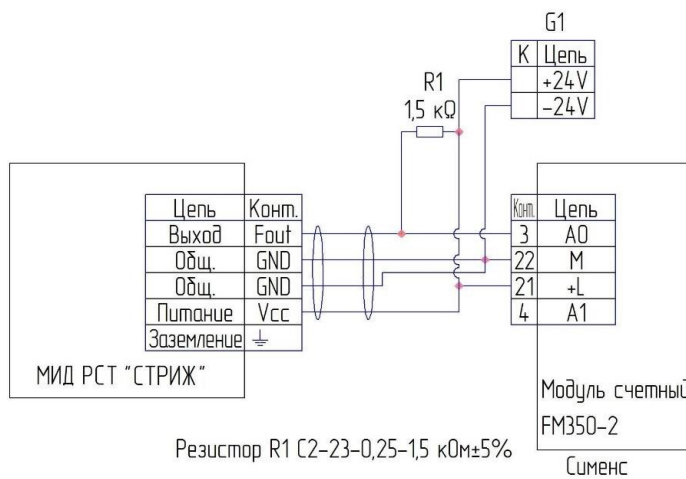 G1
К Цепь
+24V
-24V
R1
1,5 кΩ
Цепь Конт.
Выход Fout
Общ. GND
Общ. GND
Питание Vcc
Заземление
МИД РСТ "СТРИЖ"
Конт. Цепь
3 A0
22 M
21 +L
4 A1
Модуль счетный
FM350-2
Сименс
Резистор R1 С2-23-0,25-1,5 кОм±5%